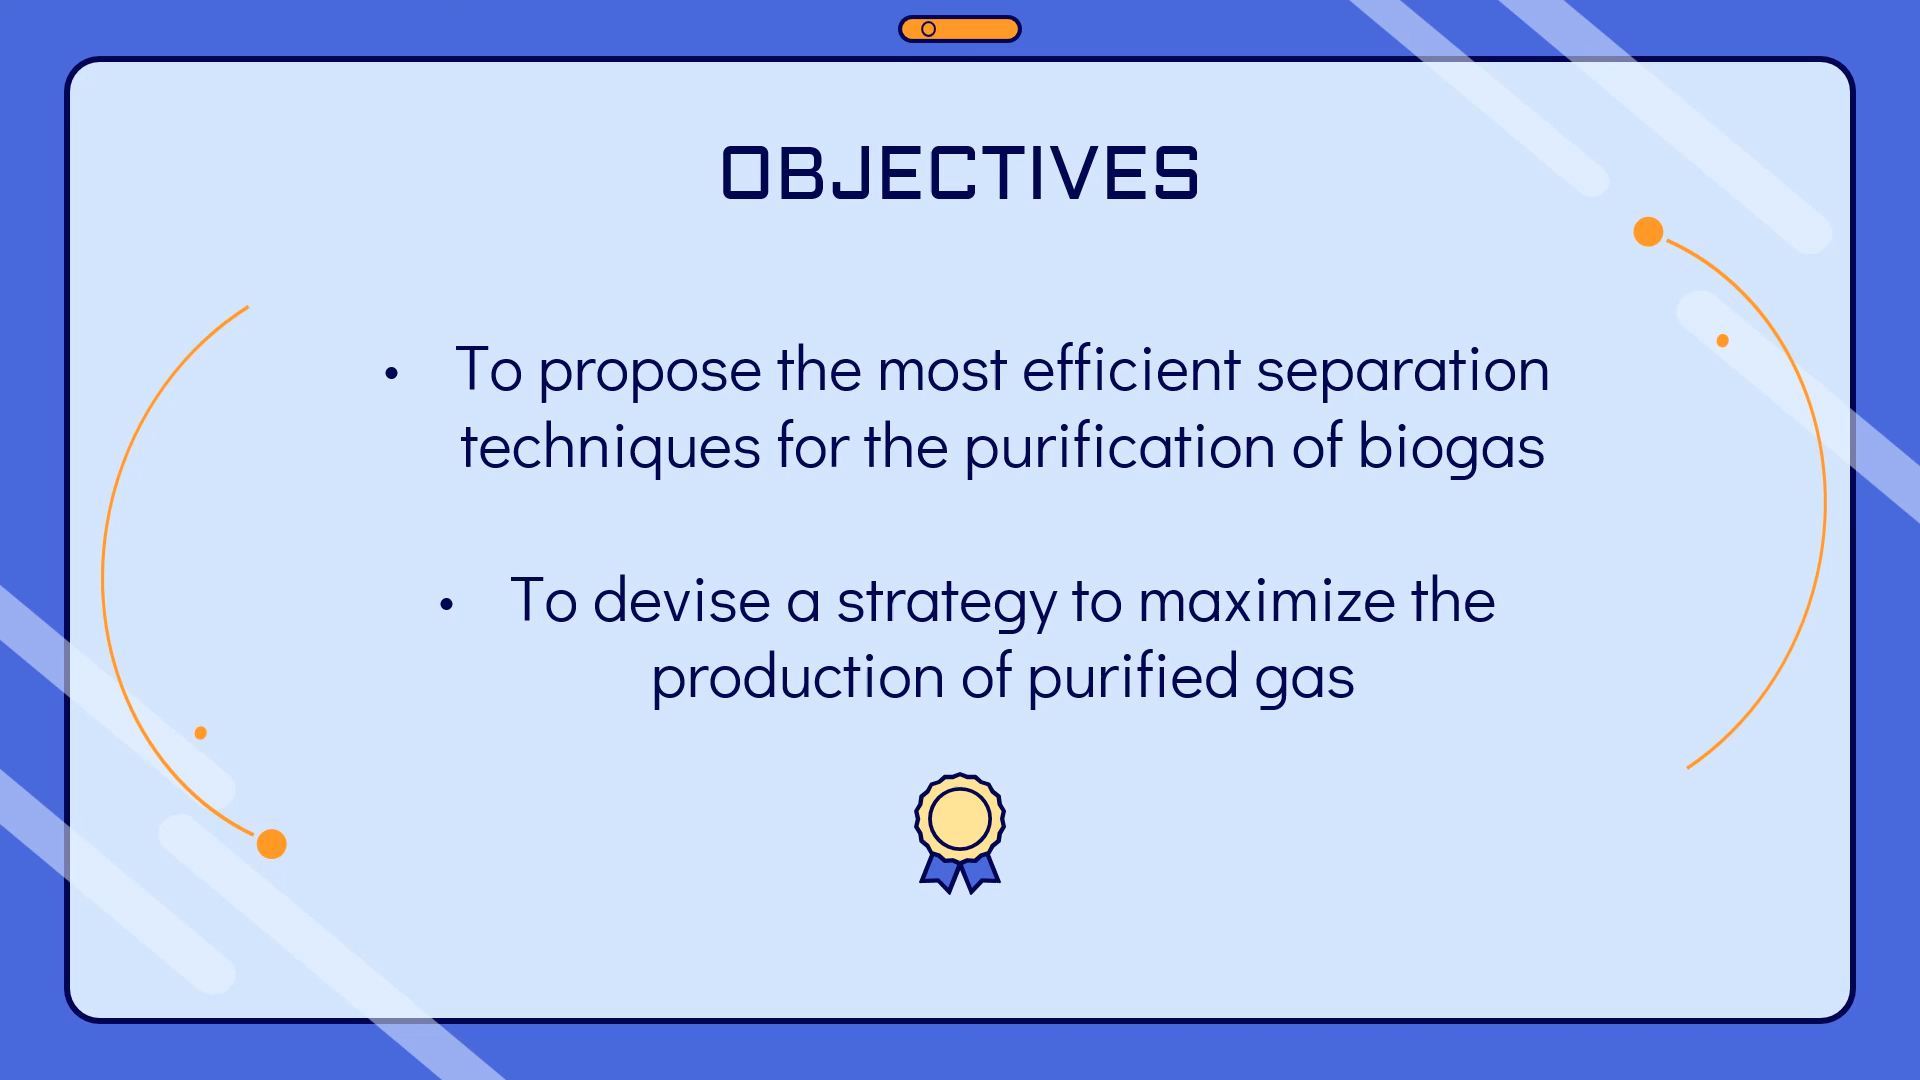 OBJECTIVES
• To propose the most efficient separation
techniques for the purification of biogas
• To devise a strategy to maximize the
production of purified gas